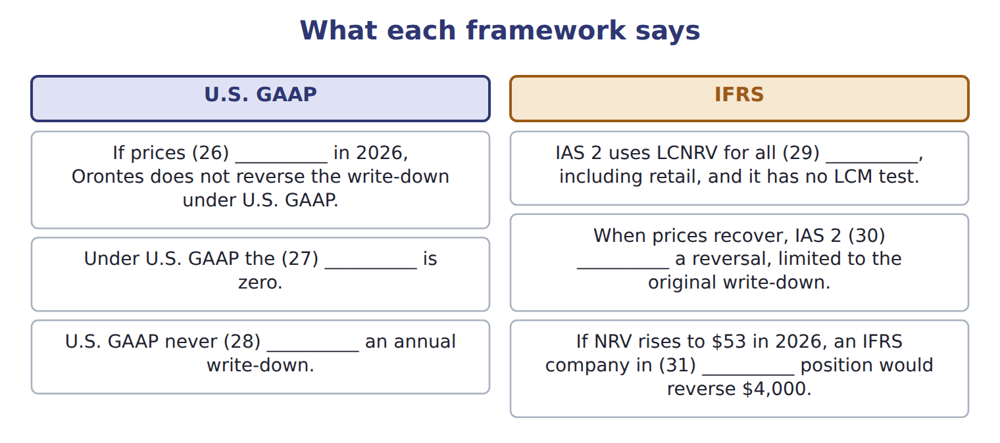 What each framework says
U.S. GAAP
If prices (26) __________ in 2026,
Orontes does not reverse the write-down
under U.S. GAAP.
Under U.S. GAAP the (27) __________ is
zero.
U.S. GAAP never (28) __________ an annual
write-down.
IFRS
IAS 2 uses LCNRV for all (29) __________,
including retail, and it has no LCM test.
When prices recover, IAS 2 (30)
__________ a reversal, limited to the
original write-down.
If NRV rises to $53 in 2026, an IFRS
company in (31) __________ position would
reverse $4,000.